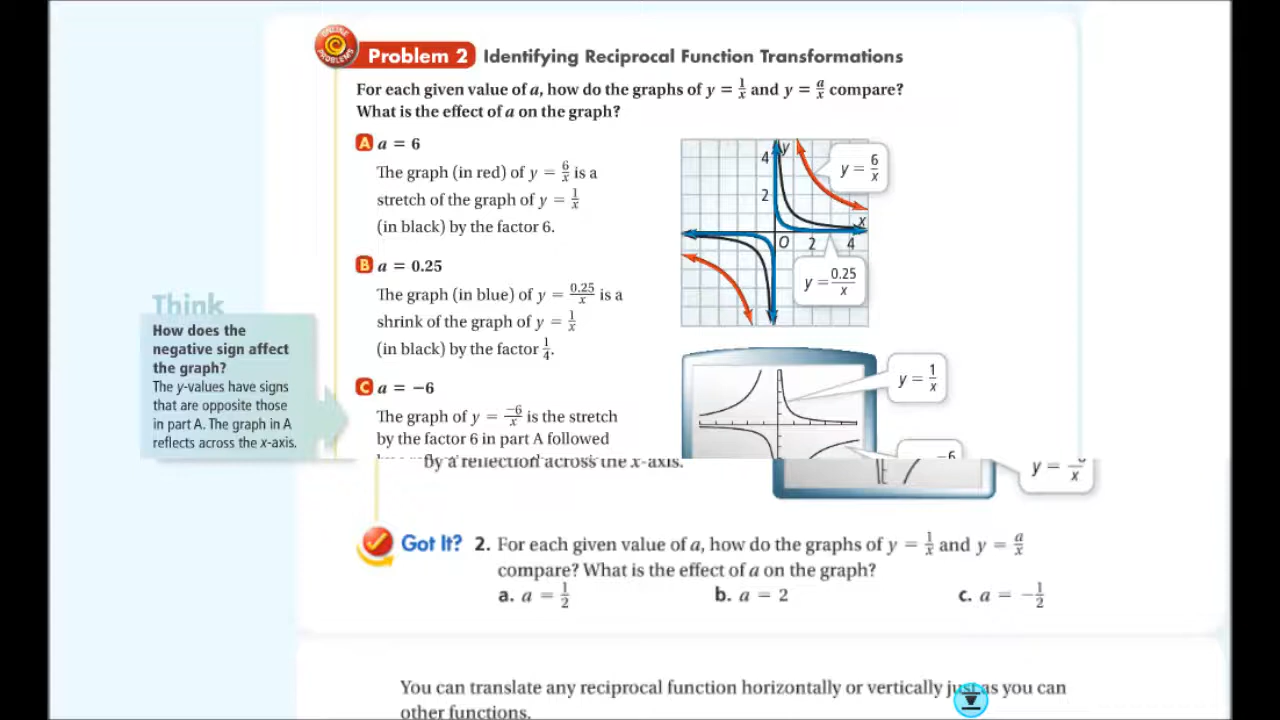 ONLINE
PROBLEMS
Problem 2 Identifying Reciprocal Function Transformations
For each given value of a, how do the graphs of y = 1/x and y = a/x compare?
What is the effect of a on the graph?
A a = 6
The graph (in red) of y = 6/x is a
stretch of the graph of y = 1/x
(in black) by the factor 6.
B a = 0.25
The graph (in blue) of y = 0.25/x is a
shrink of the graph of y = 1/x
(in black) by the factor 1/4.
C a = −6
The graph of y = −6/x is the stretch
by the factor 6 in part A followed
by a reflection across the x-axis.
Think
How does the
negative sign affect
the graph?
The y-values have signs
that are opposite those
in part A. The graph in A
reflects across the x-axis.
4
y
2
x
O 2 4
y = 6/x
y = 0.25/x
y = 1/x
−6
y = x
Got It? 2. For each given value of a, how do the graphs of y = 1/x and y = a/x
compare? What is the effect of a on the graph?
a. a = 1/2 b. a = 2 c. a = −1/2
You can translate any reciprocal function horizontally or vertically just as you can
other functions.